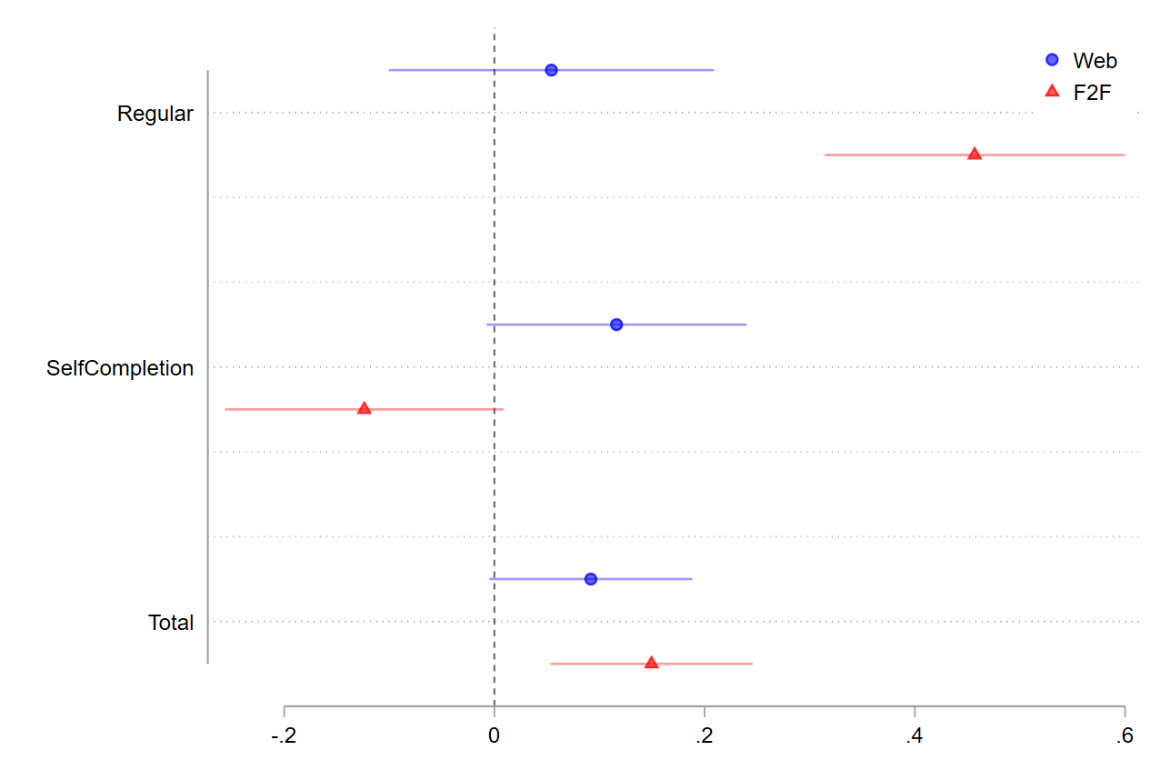 Web
F2F
Regular
SelfCompletion
Total
-.2 0 .2 .4 .6